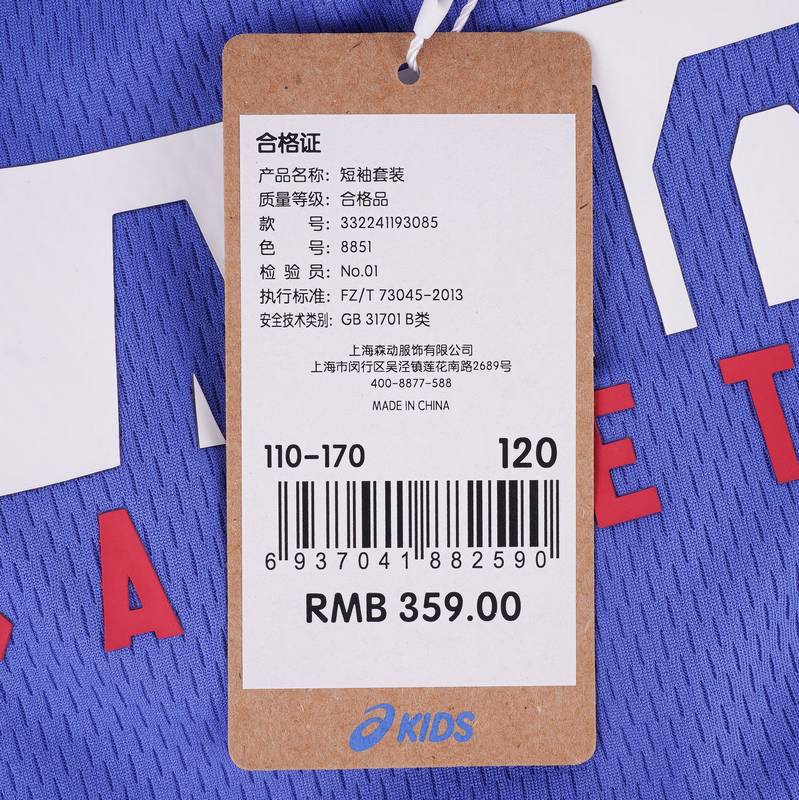 合格证
产品名称: 短袖套装
质量等级: 合格品
款 号: 332241193085
色 号: 8851
检 验 员: No.01
执行标准: FZ/T 73045-2013
安全技术类别: GB 31701 B类
上海森动服饰有限公司
上海市闵行区吴泾镇莲花南路2689号
400-8877-588
MADE IN CHINA
110-170 120
6 937041 882590
RMB 359.00
KIDS
A E T